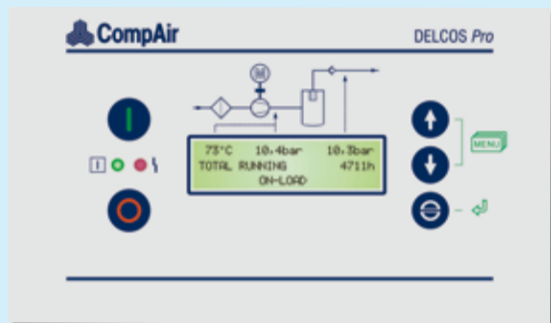 CompAir
DELCOS Pro
M
MENU
73°C 10.4bar 10.3bar
TOTAL RUNNING 4711h
ON-LOAD